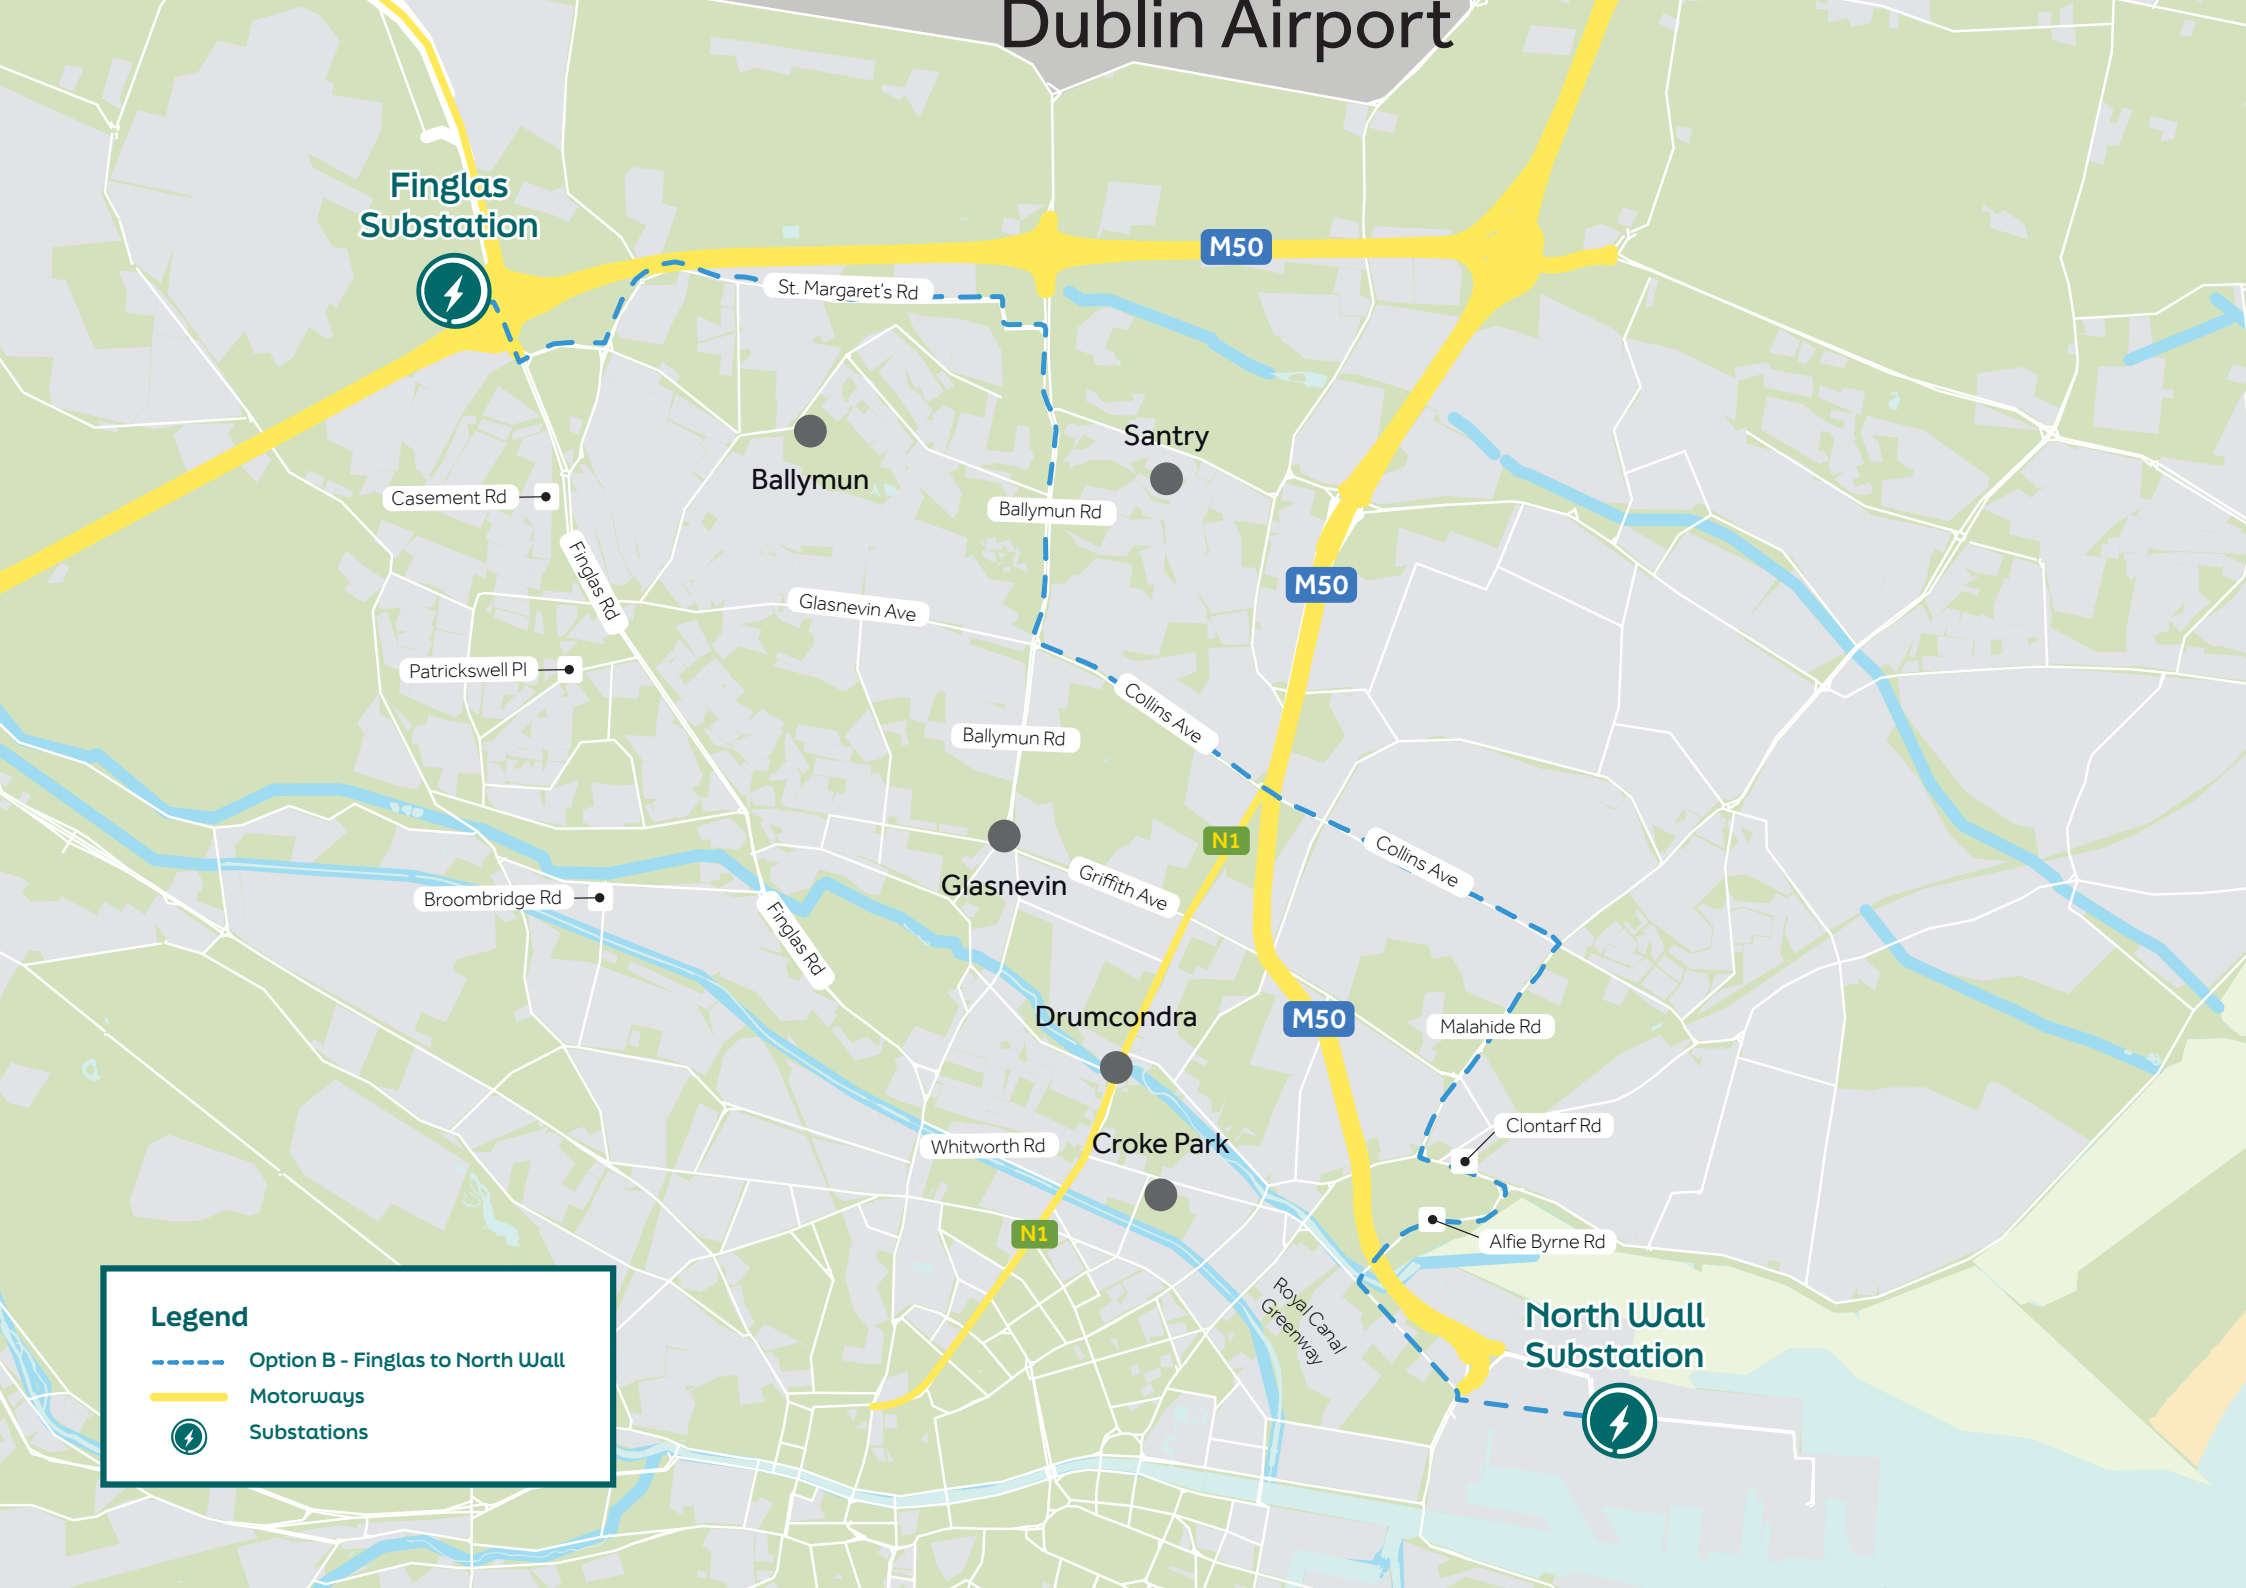 Dublin Airport
Finglas
Substation
M50
St. Margaret's Rd
Santry
Ballymun
Casement Rd
Ballymun Rd
Finglas Rd
M50
Glasnevin Ave
Patrickswell Pl
Collins Ave
Ballymun Rd
N1
Collins Ave
Glasnevin
Griffith Ave
Broombridge Rd
Finglas Rd
Drumcondra
M50
Malahide Rd
Clontarf Rd
Whitworth Rd
Croke Park
N1
Alfie Byrne Rd
Royal Canal
Greenway
North Wall
Substation
Legend
Option B - Finglas to North Wall
Motorways
Substations